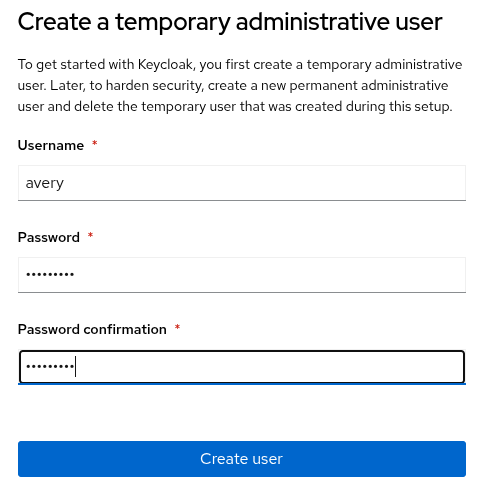 Create a temporary administrative user
To get started with Keycloak, you first create a temporary administrative
user. Later, to harden security, create a new permanent administrative
user and delete the temporary user that was created during this setup.
Username *
avery
Password *
•••••••••
Password confirmation *
•••••••••
Create user